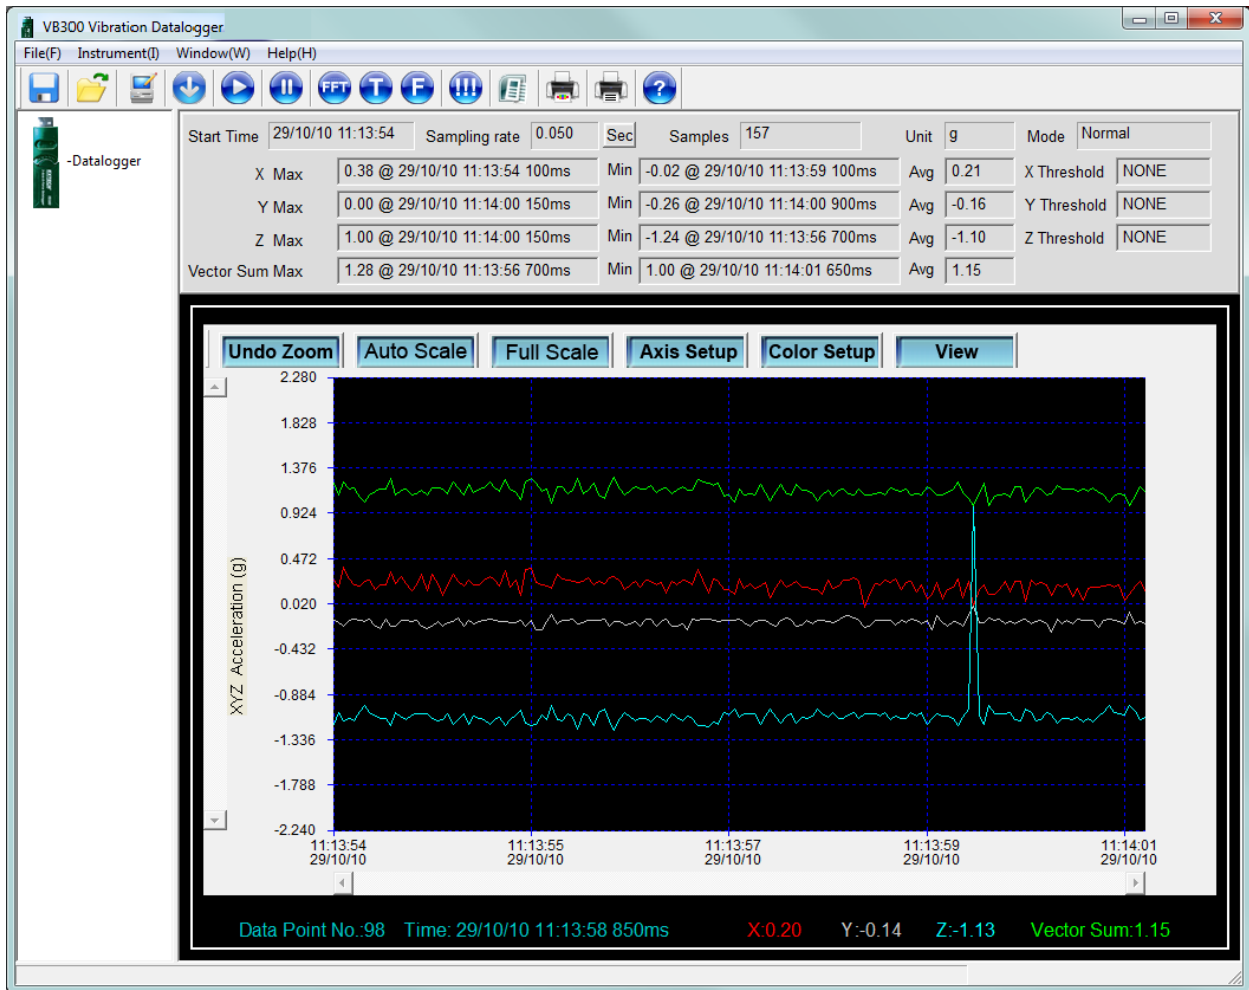 VB300 Vibration Datalogger
File(F) Instrument(I) Window(W) Help(H)
FFT T F !!! ?
-Datalogger
Start Time 29/10/10 11:13:54 Sampling rate 0.050 Sec Samples 157 Unit g Mode Normal
X Max 0.38 @ 29/10/10 11:13:54 100ms Min -0.02 @ 29/10/10 11:13:59 100ms Avg 0.21 X Threshold NONE
Y Max 0.00 @ 29/10/10 11:14:00 150ms Min -0.26 @ 29/10/10 11:14:00 900ms Avg -0.16 Y Threshold NONE
Z Max 1.00 @ 29/10/10 11:14:00 150ms Min -1.24 @ 29/10/10 11:13:56 700ms Avg -1.10 Z Threshold NONE
Vector Sum Max 1.28 @ 29/10/10 11:13:56 700ms Min 1.00 @ 29/10/10 11:14:01 650ms Avg 1.15
Undo Zoom Auto Scale Full Scale Axis Setup Color Setup View
2.280
1.828
1.376
0.924
0.472
0.020
-0.432
-0.884
-1.336
-1.788
-2.240
XYZ Acceleration (g)
11:13:54 11:13:55 11:13:57 11:13:59 11:14:01
29/10/10 29/10/10 29/10/10 29/10/10 29/10/10
Data Point No.:98 Time: 29/10/10 11:13:58 850ms X:0.20 Y:-0.14 Z:-1.13 Vector Sum:1.15